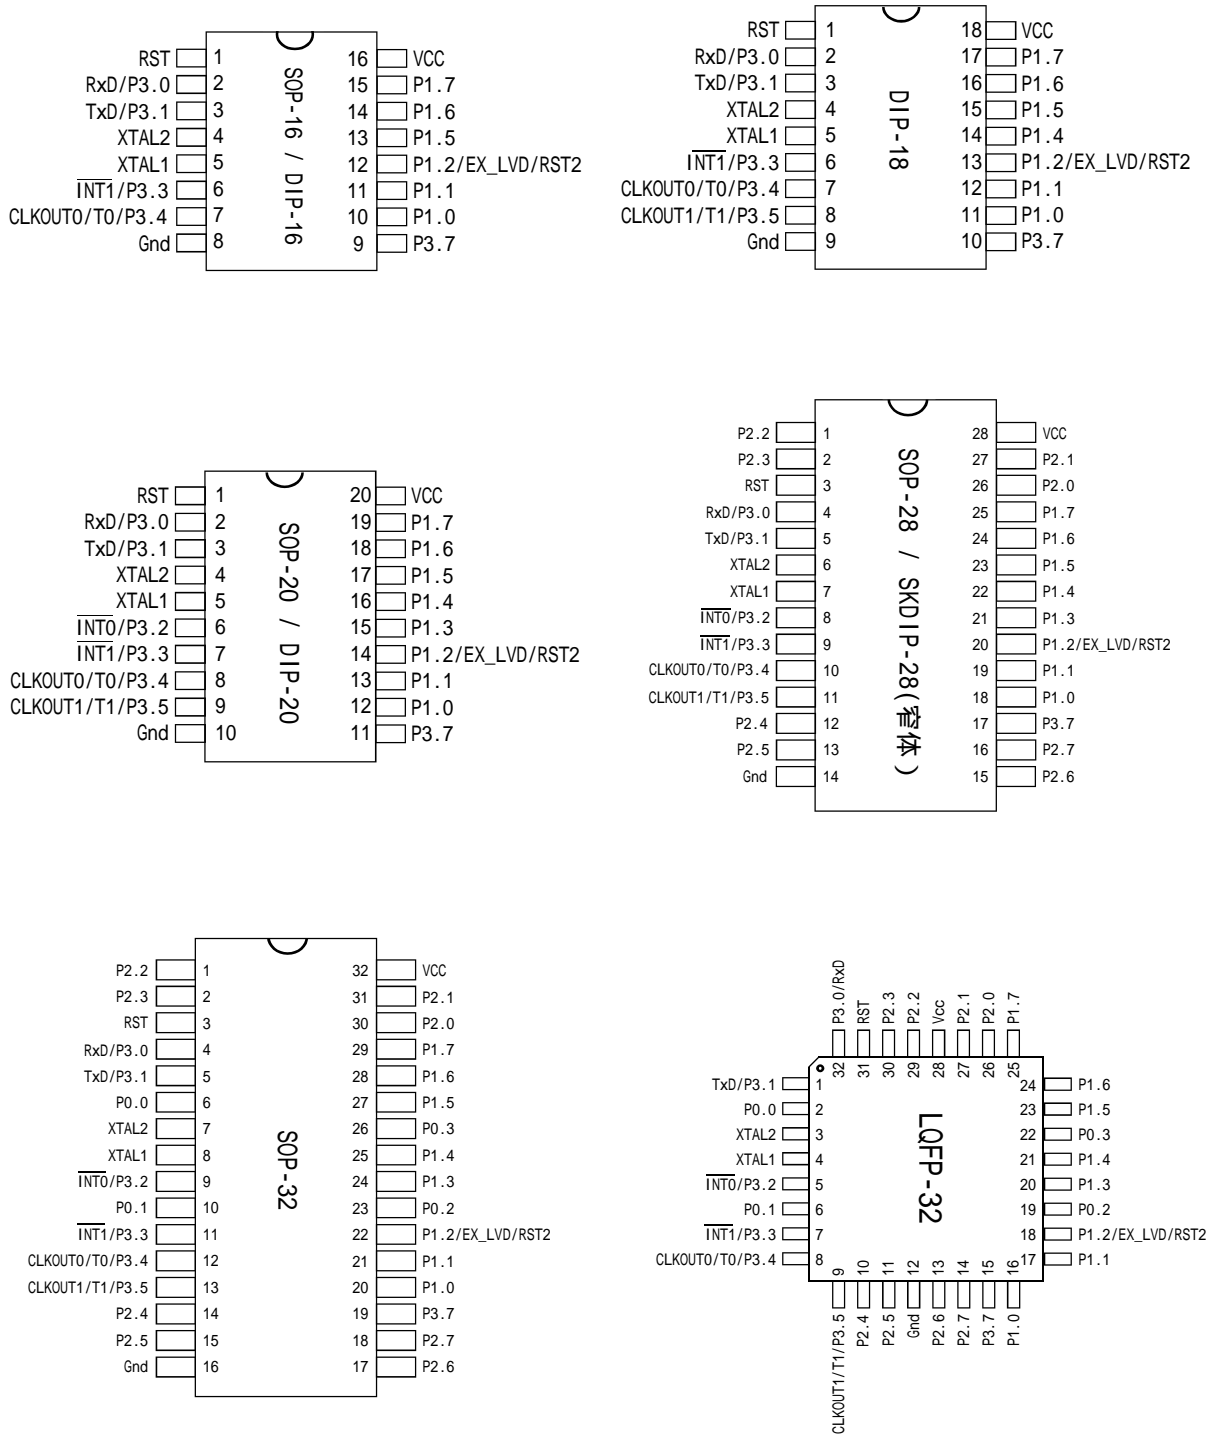 SOP-16 / DIP-16
RST 1
RxD/P3.0 2
TxD/P3.1 3
XTAL2 4
XTAL1 5
INT1/P3.3 6
CLKOUT0/T0/P3.4 7
Gnd 8
16 VCC
15 P1.7
14 P1.6
13 P1.5
12 P1.2/EX_LVD/RST2
11 P1.1
10 P1.0
9 P3.7
DIP-18
RST 1
RxD/P3.0 2
TxD/P3.1 3
XTAL2 4
XTAL1 5
INT1/P3.3 6
CLKOUT0/T0/P3.4 7
CLKOUT1/T1/P3.5 8
Gnd 9
18 VCC
17 P1.7
16 P1.6
15 P1.5
14 P1.4
13 P1.2/EX_LVD/RST2
12 P1.1
11 P1.0
10 P3.7
SOP-20 / DIP-20
RST 1
RxD/P3.0 2
TxD/P3.1 3
XTAL2 4
XTAL1 5
INT0/P3.2 6
INT1/P3.3 7
CLKOUT0/T0/P3.4 8
CLKOUT1/T1/P3.5 9
Gnd 10
20 VCC
19 P1.7
18 P1.6
17 P1.5
16 P1.4
15 P1.3
14 P1.2/EX_LVD/RST2
13 P1.1
12 P1.0
11 P3.7
SOP-28 / SKDIP-28(窄体)
P2.2 1
P2.3 2
RST 3
RxD/P3.0 4
TxD/P3.1 5
XTAL2 6
XTAL1 7
INT0/P3.2 8
INT1/P3.3 9
CLKOUT0/T0/P3.4 10
CLKOUT1/T1/P3.5 11
P2.4 12
P2.5 13
Gnd 14
28 VCC
27 P2.1
26 P2.0
25 P1.7
24 P1.6
23 P1.5
22 P1.4
21 P1.3
20 P1.2/EX_LVD/RST2
19 P1.1
18 P1.0
17 P3.7
16 P2.7
15 P2.6
SOP-32
P2.2 1
P2.3 2
RST 3
RxD/P3.0 4
TxD/P3.1 5
P0.0 6
XTAL2 7
XTAL1 8
INT0/P3.2 9
P0.1 10
INT1/P3.3 11
CLKOUT0/T0/P3.4 12
CLKOUT1/T1/P3.5 13
P2.4 14
P2.5 15
Gnd 16
32 VCC
31 P2.1
30 P2.0
29 P1.7
28 P1.6
27 P1.5
26 P0.3
25 P1.4
24 P1.3
23 P0.2
22 P1.2/EX_LVD/RST2
21 P1.1
20 P1.0
19 P3.7
18 P2.7
17 P2.6
LQFP-32
P3.0/RxD 32
RST 31
P2.3 30
P2.2 29
Vcc 28
P2.1 27
P2.0 26
P1.7 25
TxD/P3.1 1
P0.0 2
XTAL2 3
XTAL1 4
INT0/P3.2 5
P0.1 6
INT1/P3.3 7
CLKOUT0/T0/P3.4 8
24 P1.6
23 P1.5
22 P0.3
21 P1.4
20 P1.3
19 P0.2
18 P1.2/EX_LVD/RST2
17 P1.1
CLKOUT1/T1/P3.5 9
P2.4 10
P2.5 11
Gnd 12
P2.6 13
P2.7 14
P3.7 15
P1.0 16